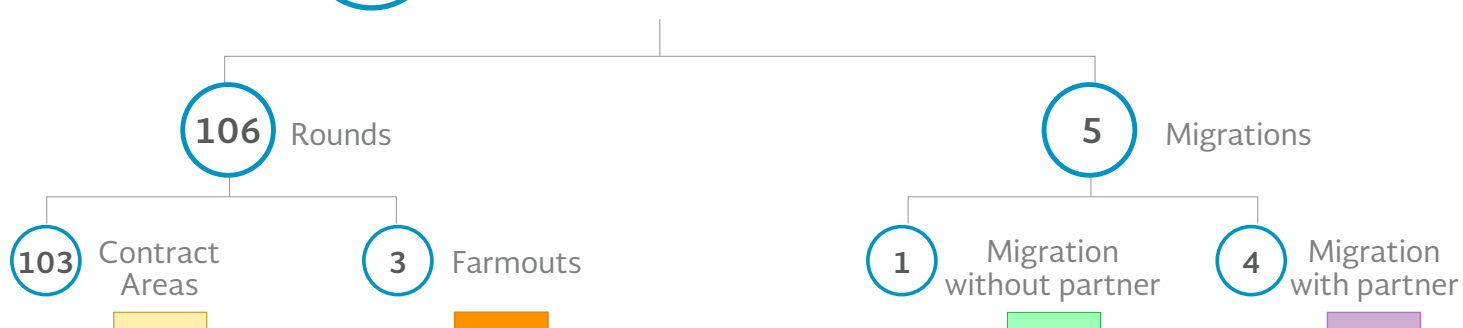 106 Rounds
5 Migrations
103 Contract
Areas
3 Farmouts
1 Migration
without partner
4 Migration
with partner